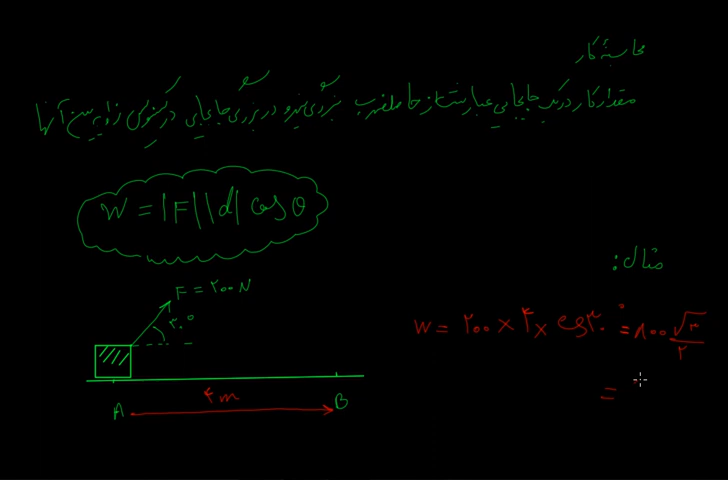 محاسبهٔ کار
مقدار کار در یک جابجایی عبارتست از حاصلضرب بزرگی نیرو در بزرگی جابجایی در کسینوس زاویه بین آنها
W = |F| |d| cos θ
مثال:
F = ۲۰۰ N
۳۰°
W = ۲۰۰ × ۴ × cos ۳۰° = ۸۰۰ √۳/۲
=
A ۴ m B